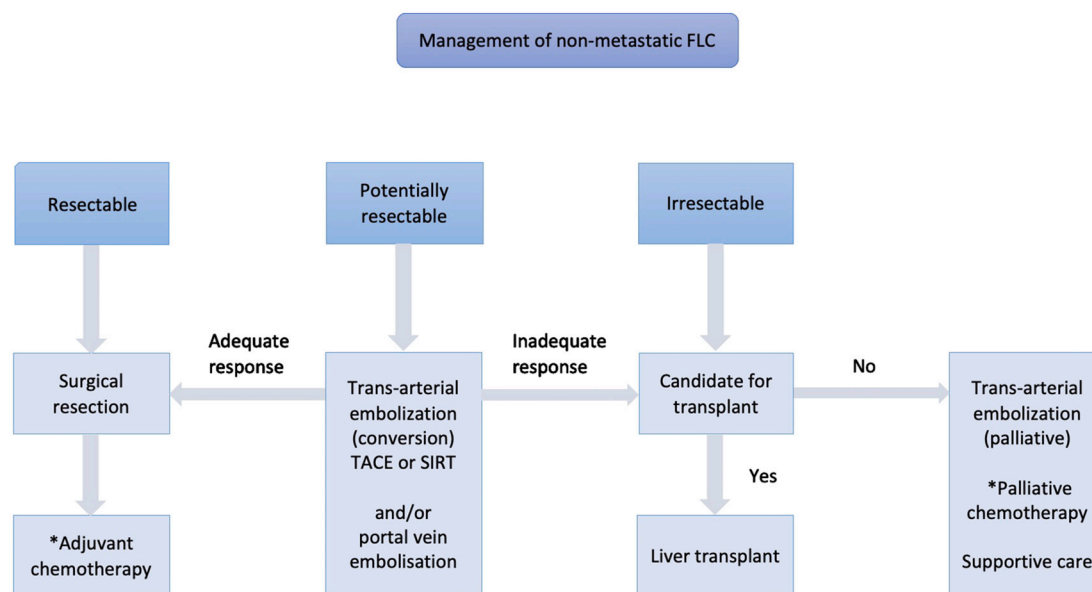 Management of non-metastatic FLC
Resectable
Potentially
resectable
Irresectable
Adequate
response
Inadequate
response
No
Surgical
resection
Trans-arterial
embolization
(conversion)
TACE or SIRT
and/or
portal vein
embolisation
Candidate for
transplant
Trans-arterial
embolization
(palliative)
*Palliative
chemotherapy
Supportive care
Yes
*Adjuvant
chemotherapy
Liver transplant